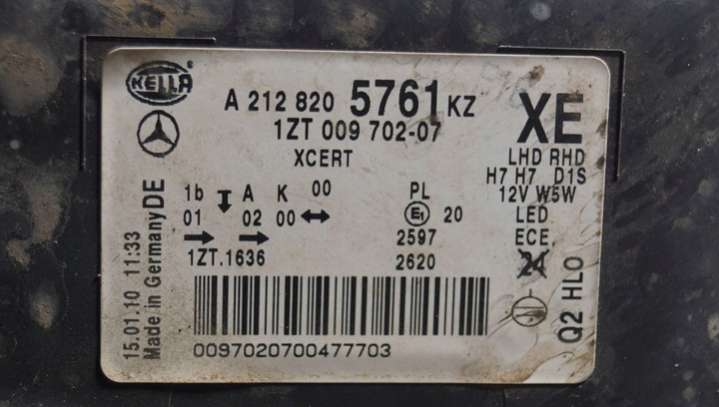 HELLA
A 212 820 5761 KZ
1ZT 009 702-07
XCERT
XE
LHD RHD
H7 H7 D1S
12V W5W
LED
ECE
24
1b A K 00
01 02 00
1ZT.1636
PL
E1 20
2597
2620
0097020700477703
15.01.10 11:33
Made in Germany DE
Q2 HLO